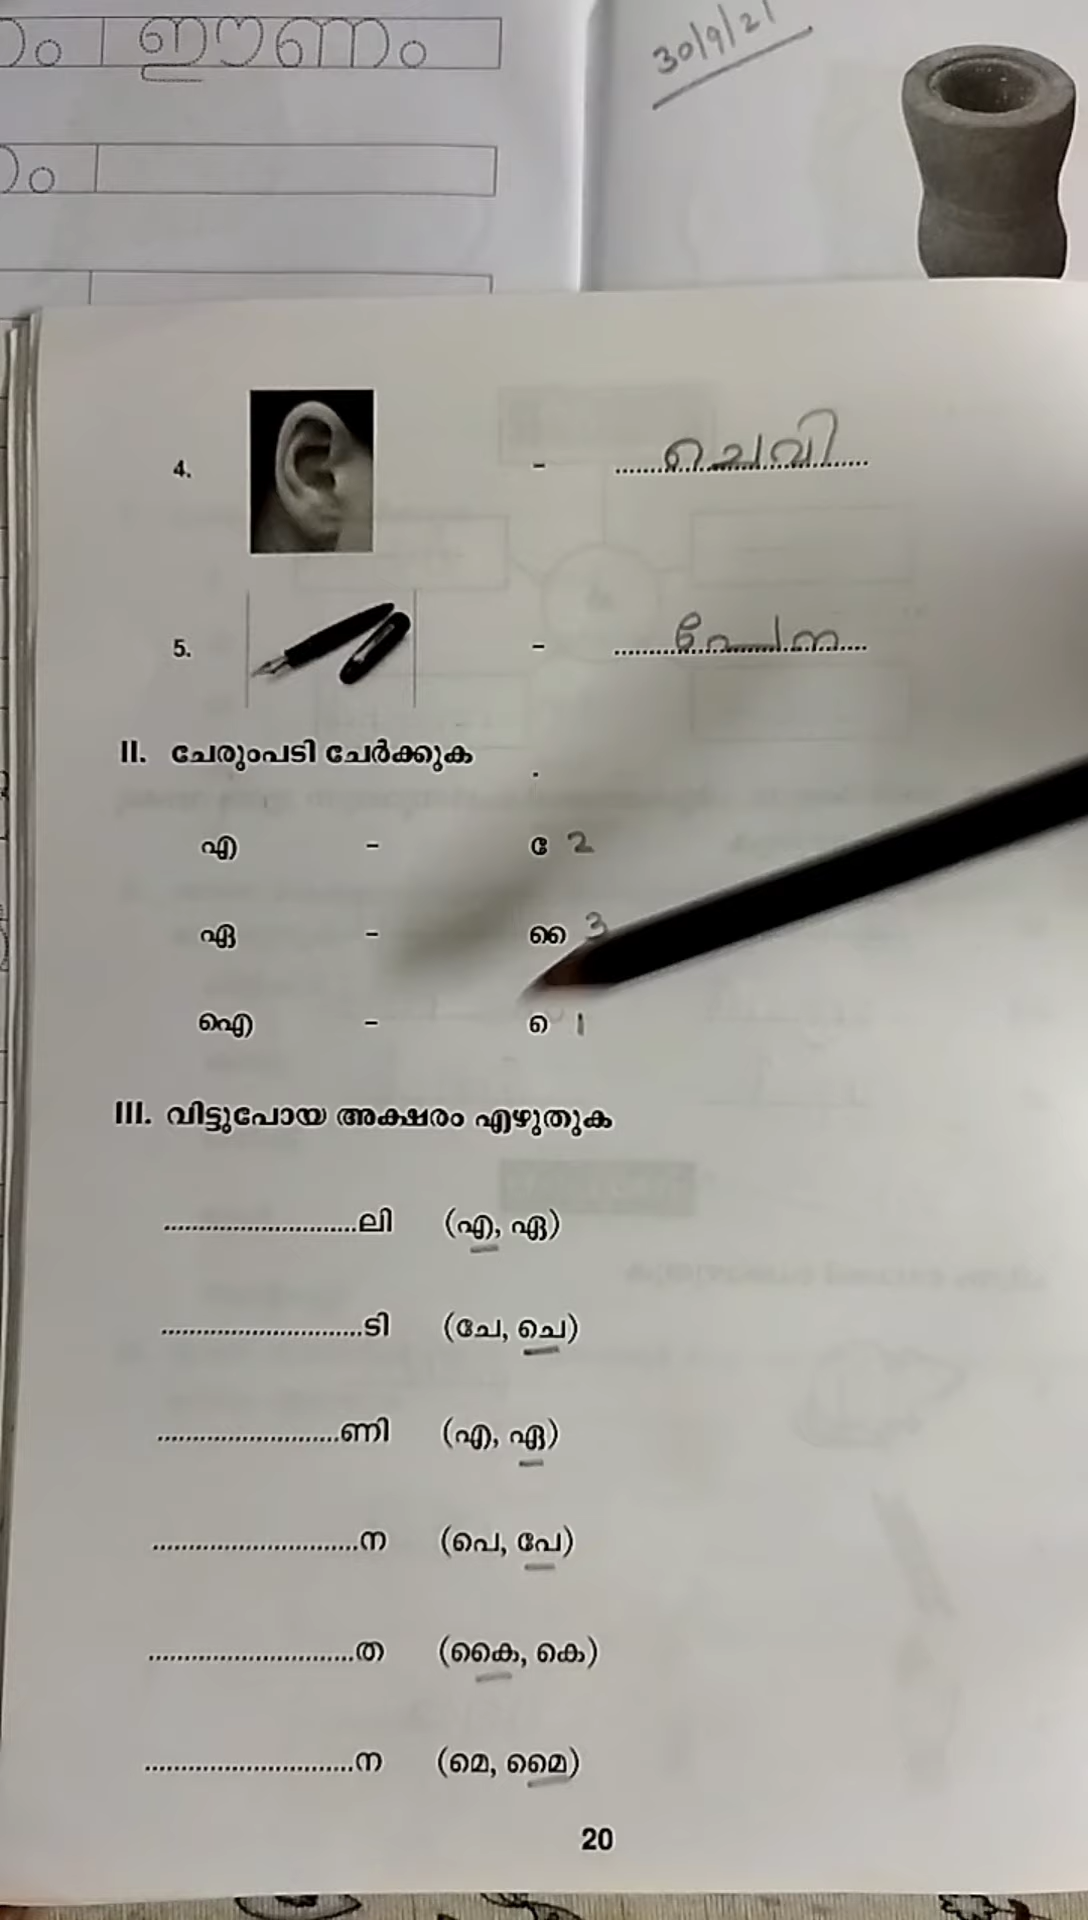 ഈണം
30/9/21
4. - ചെവി
5. - പേന
II. ചേരുംപടി ചേർക്കുക
എ - േ 2
ഏ - ൈ 3
ഐ - െ 1
III. വിട്ടുപോയ അക്ഷരം എഴുതുക
............................ലി (എ, ഏ)
.............................ടി (ചേ, ചെ)
..........................ണി (എ, ഏ)
..............................ന (പെ, പേ)
..............................ത (കൈ, കെ)
..............................ന (മെ, മൈ)
20